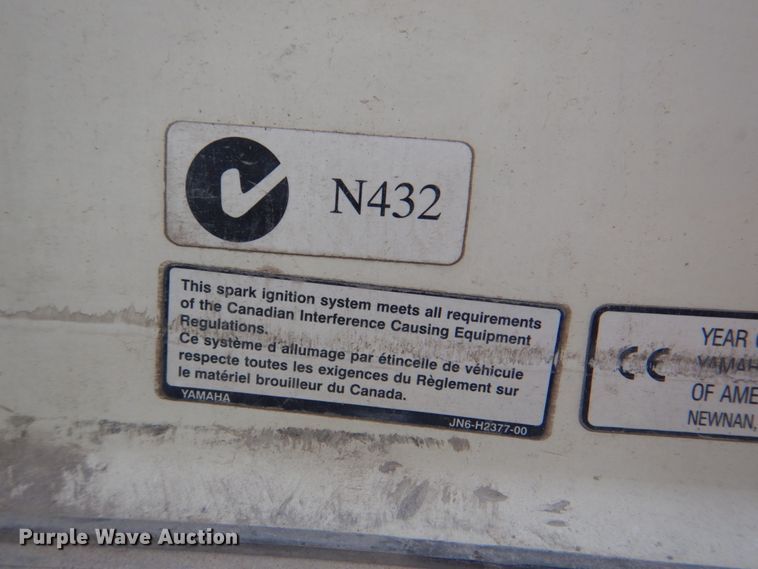 N432
This spark ignition system meets all requirements
of the Canadian Interference Causing Equipment
Regulations.
Ce système d allumage par étincelle de véhicule
respecte toutes les exigences du Règlement sur
le matériel brouilleur du Canada.
YAMAHA
JN6-H2377-00
CE
YEAR
YAMAH
OF AME
NEWNAN,
Purple Wave Auction